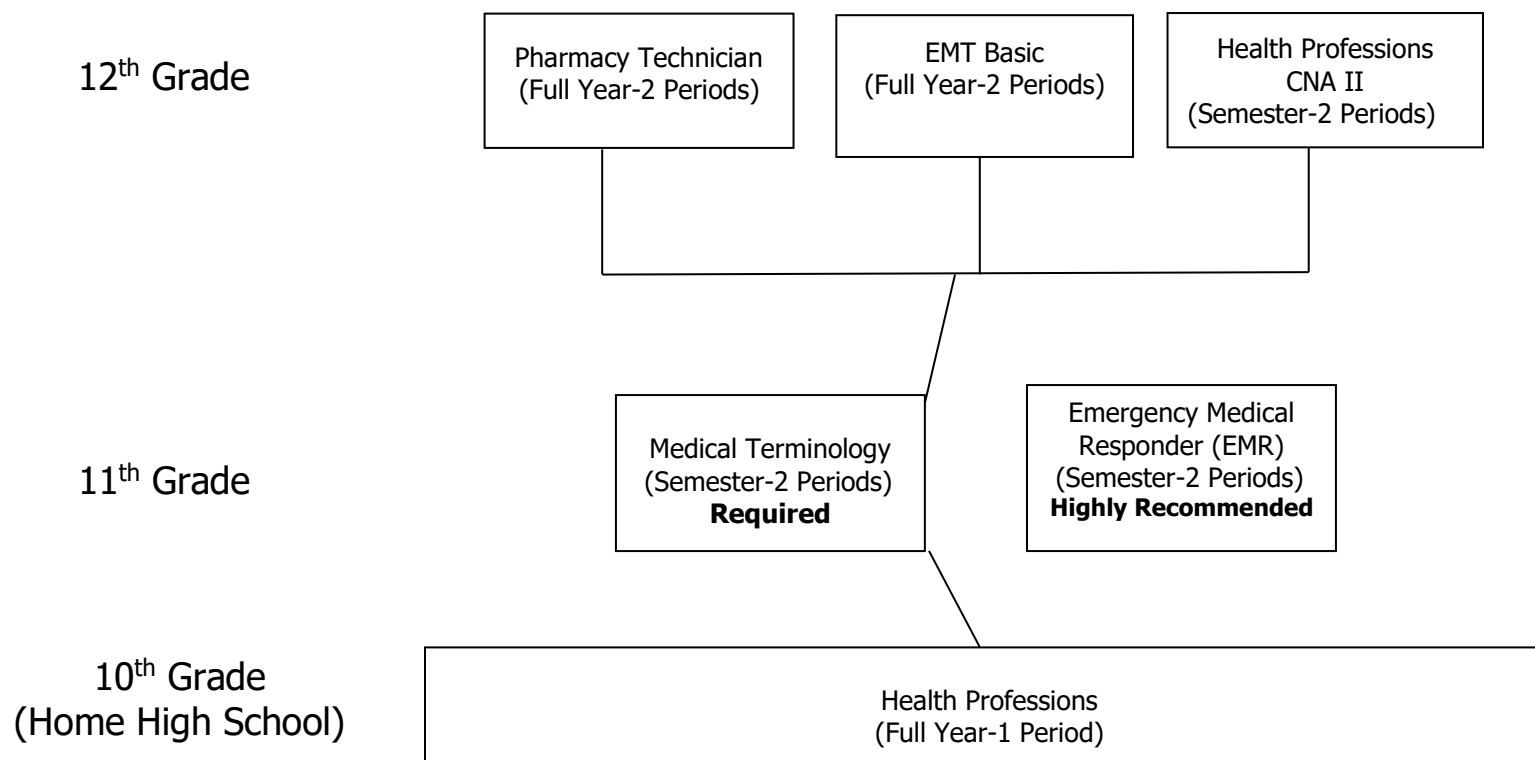 12th Grade
Pharmacy Technician
(Full Year-2 Periods)
EMT Basic
(Full Year-2 Periods)
Health Professions
CNA II
(Semester-2 Periods)
11th Grade
Medical Terminology
(Semester-2 Periods)
Required
Emergency Medical
Responder (EMR)
(Semester-2 Periods)
Highly Recommended
10th Grade
(Home High School)
Health Professions
(Full Year-1 Period)